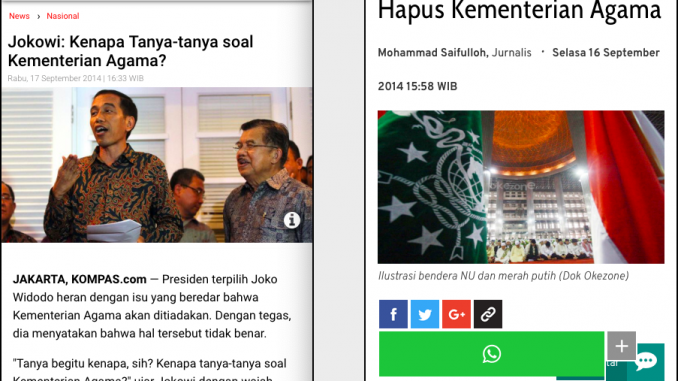 News › Nasional
Jokowi: Kenapa Tanya-tanya soal
Kementerian Agama?
Rabu, 17 September 2014 | 16:33 WIB
JAKARTA, KOMPAS.com — Presiden terpilih Joko
Widodo heran dengan isu yang beredar bahwa
Kementerian Agama akan ditiadakan. Dengan tegas,
dia menyatakan bahwa hal tersebut tidak benar.
"Tanya begitu kenapa, sih? Kenapa tanya-tanya soal
Kementerian Agama?" ujar Jokowi dengan wajah
Hapus Kementerian Agama
Mohammad Saifulloh, Jurnalis · Selasa 16 September
2014 15:58 WIB
okezone
Ilustrasi bendera NU dan merah putih (Dok Okezone)